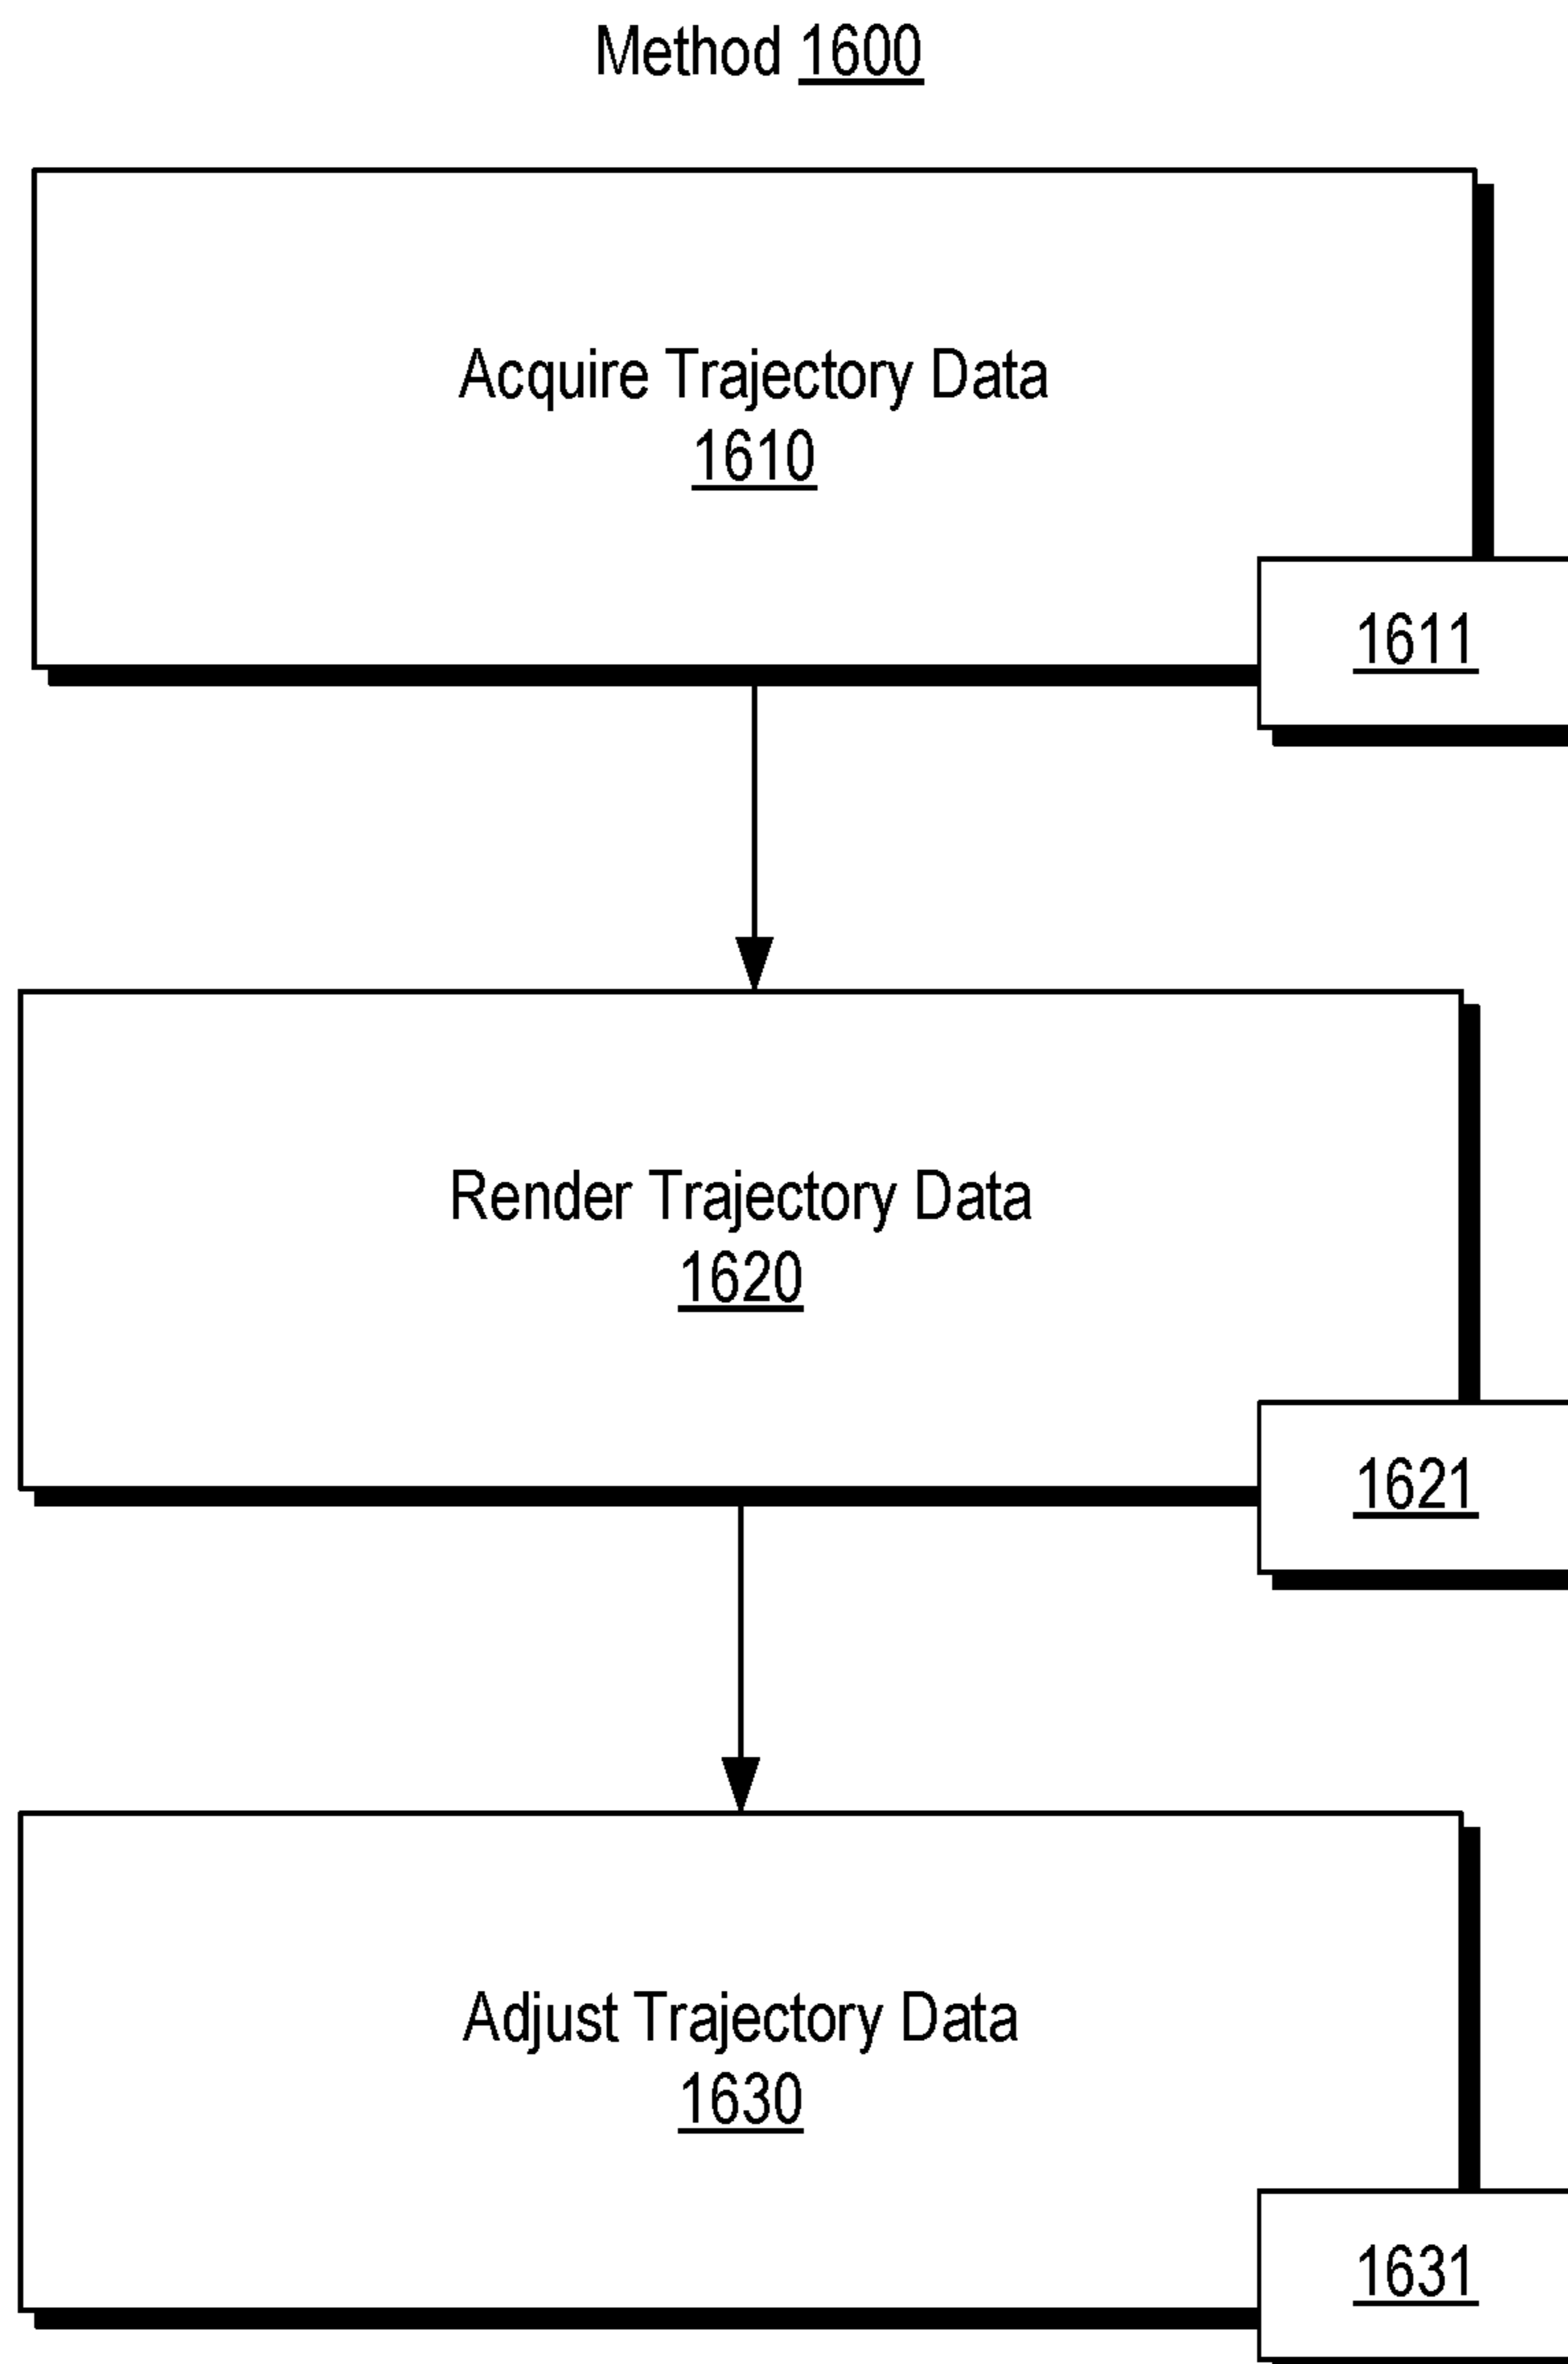 Method 1600
Acquire Trajectory Data
1610
1611
Render Trajectory Data
1620
1621
Adjust Trajectory Data
1630
1631